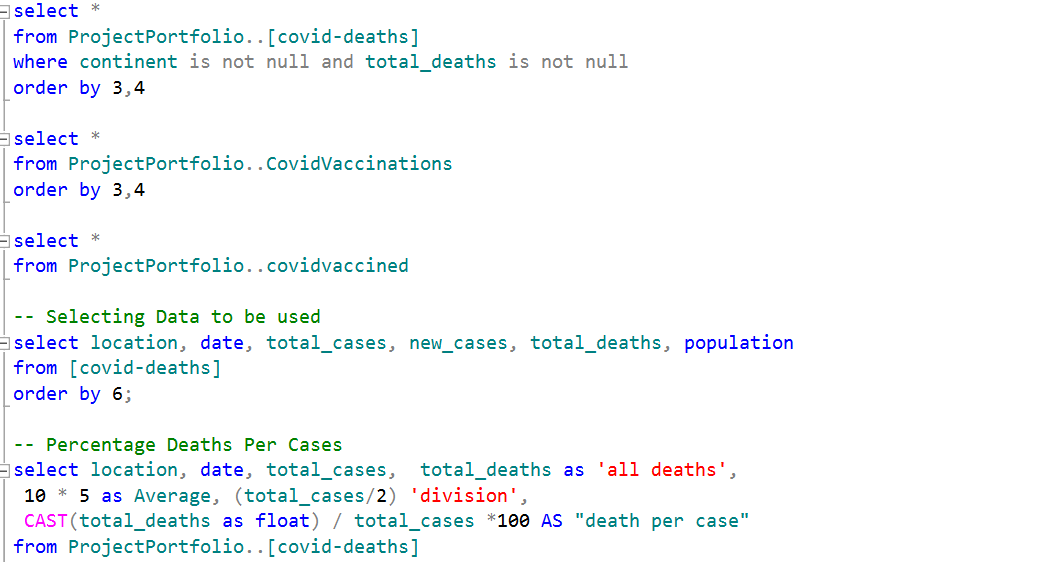 select *
from ProjectPortfolio..[covid-deaths]
where continent is not null and total_deaths is not null
order by 3,4
select *
from ProjectPortfolio..CovidVaccinations
order by 3,4
select *
from ProjectPortfolio..covidvaccined
-- Selecting Data to be used
select location, date, total_cases, new_cases, total_deaths, population
from [covid-deaths]
order by 6;
-- Percentage Deaths Per Cases
select location, date, total_cases,  total_deaths as 'all deaths',
 10 * 5 as Average, (total_cases/2) 'division',
 CAST(total_deaths as float) / total_cases *100 AS "death per case"
from ProjectPortfolio..[covid-deaths]